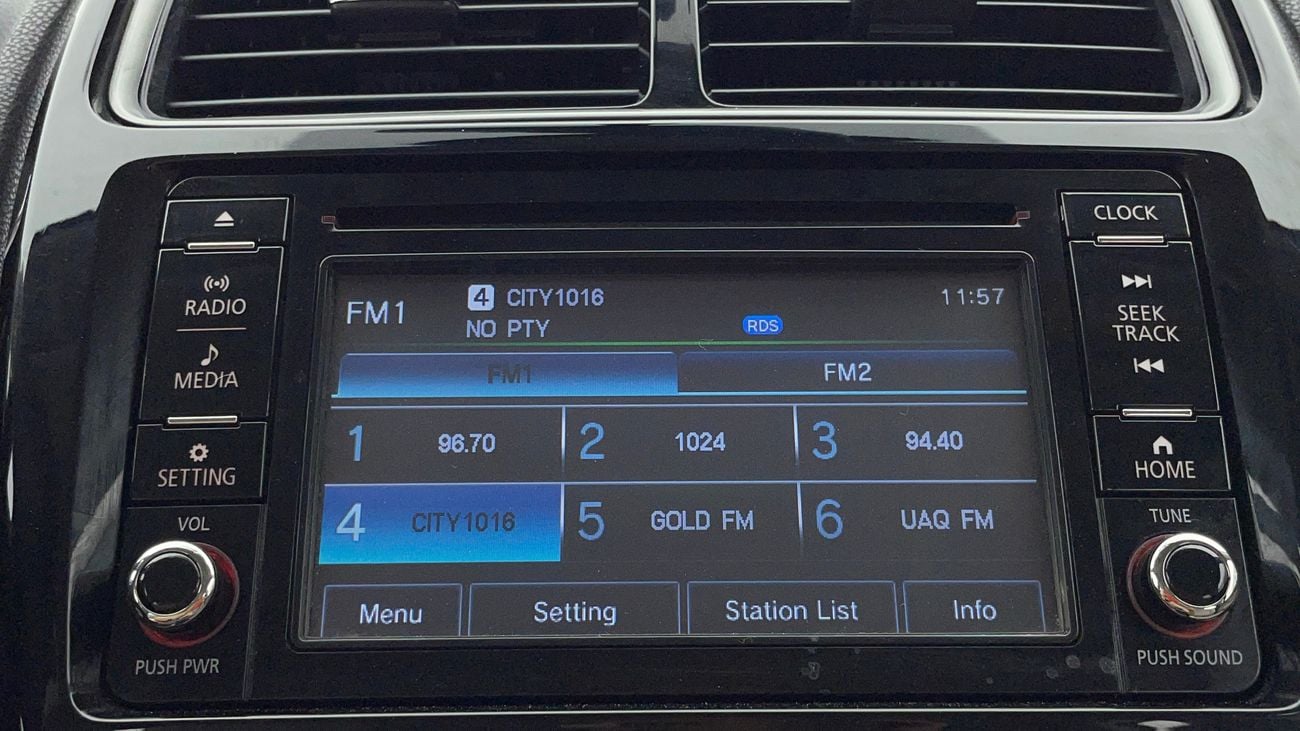 CLOCK
RADIO
MEDIA
SETTING
VOL
PUSH PWR
FM1
4 CITY1016
11:57
NO PTY
RDS
FM1
FM2
1 96.70
2 1024
3 94.40
4 CITY1016
5 GOLD FM
6 UAQ FM
Menu
Setting
Station List
Info
SEEK
TRACK
HOME
TUNE
PUSH SOUND